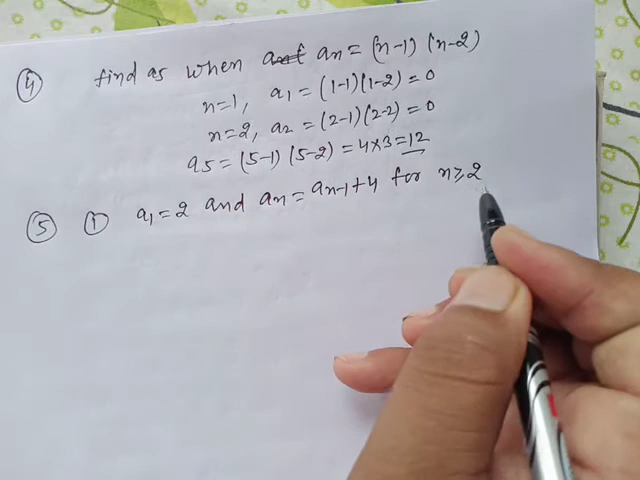 ④ find a5 when an = (n-1) (n-2)
n=1, a1 = (1-1)(1-2) = 0
n=2, a2 = (2-1)(2-2) = 0
a5 = (5-1) (5-2) = 4×3 = 12
⑤ ① a1 = 2 and an = an-1+4 for n≥2